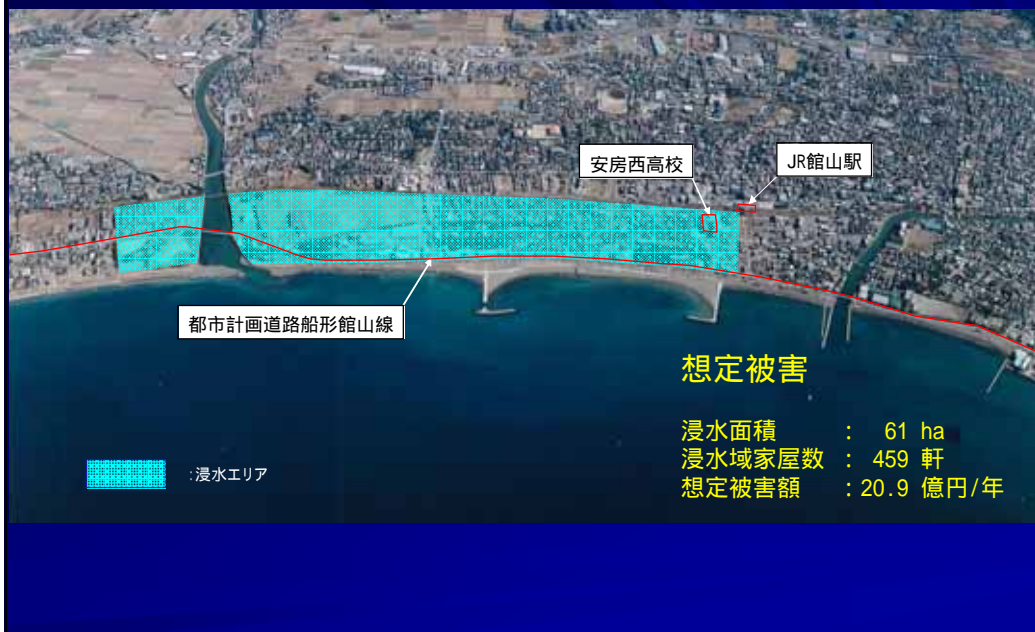 安房西高校
JR館山駅
都市計画道路船形館山線
想定被害
浸水面積 : 61 ha
浸水域家屋数 : 459 軒
想定被害額 : 20.9 億円/年
:浸水エリア